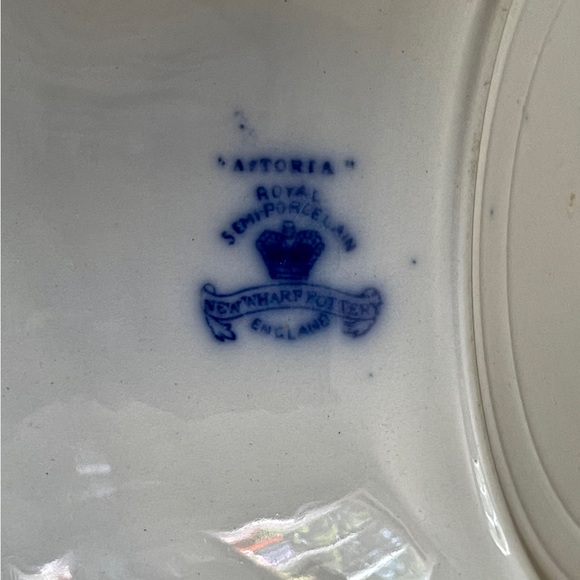 "ASTORIA"
ROYAL
SEMI-PORCELAIN
NEW WHARF POTTERY
ENGLAND